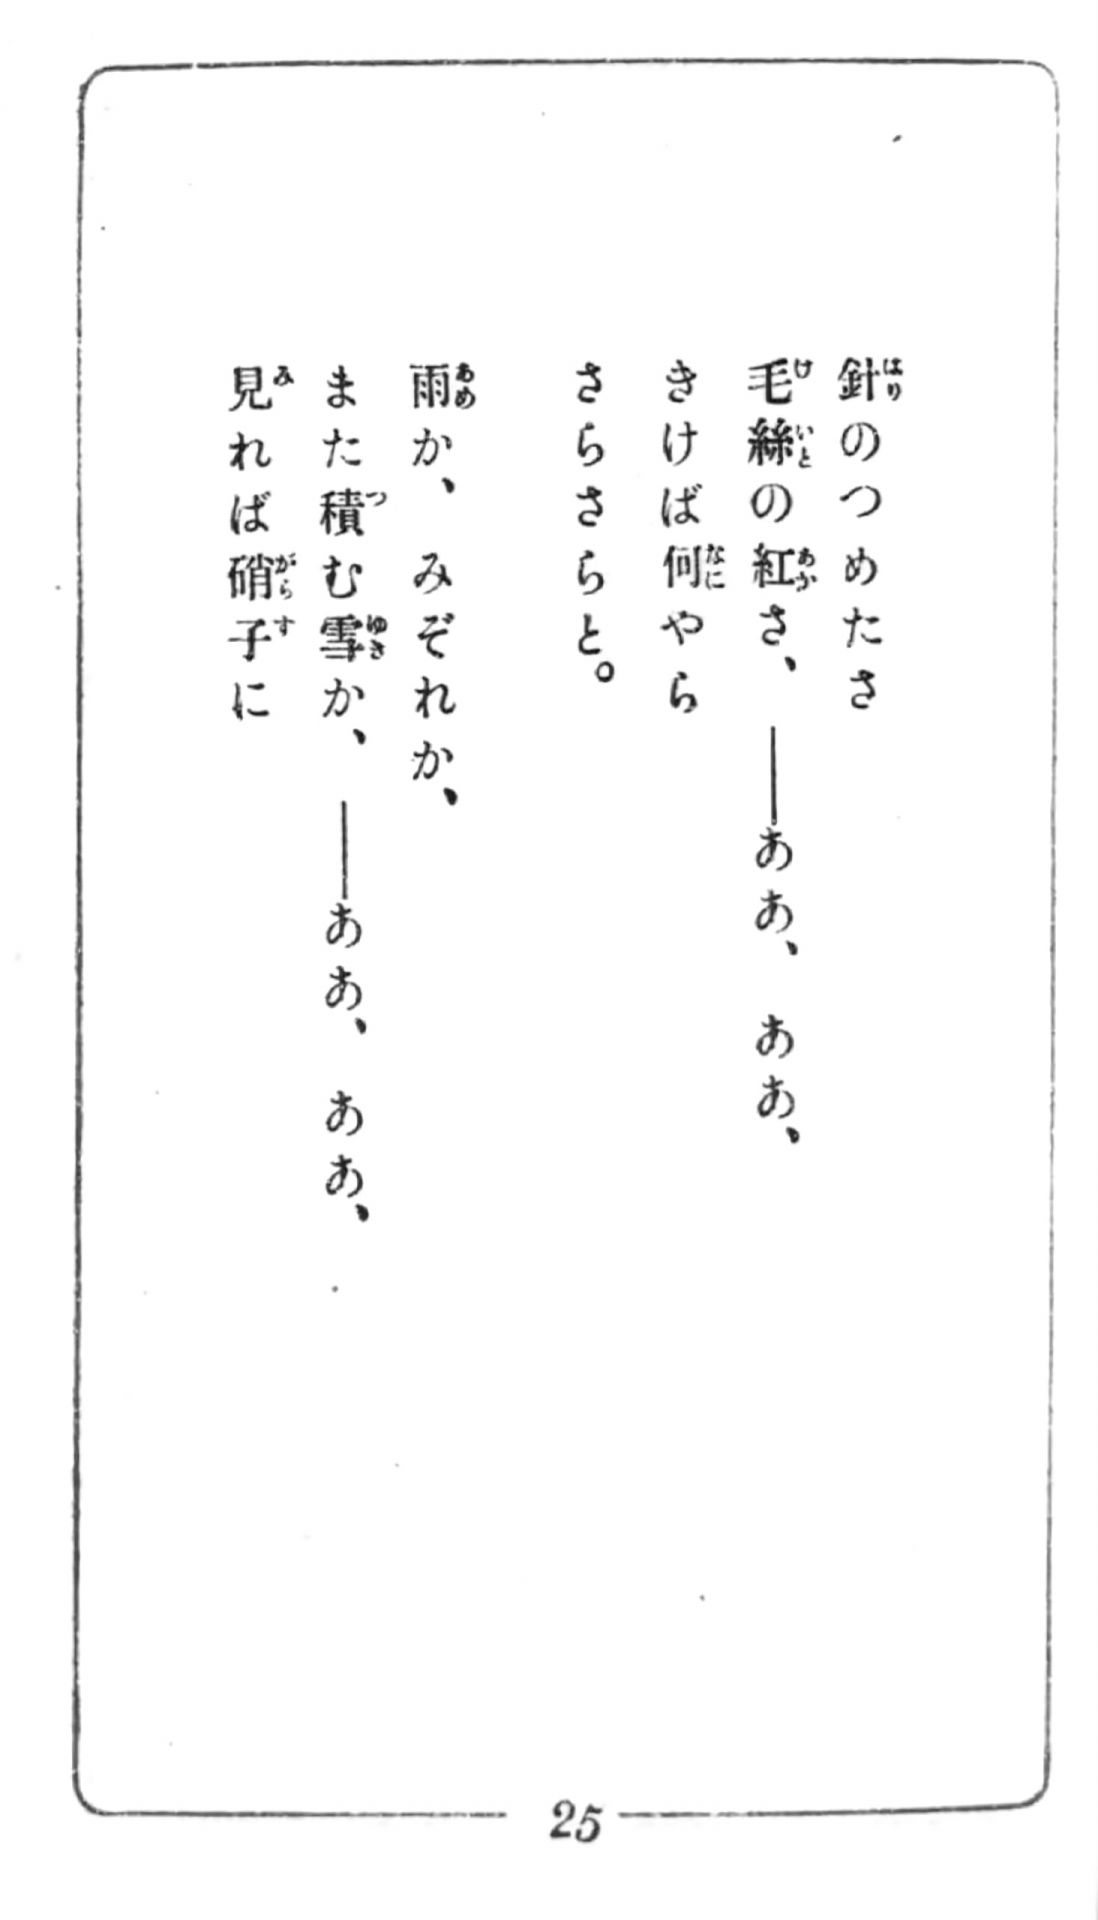 針のつめたさ
毛絲の紅さ、――ああ、 ああ、
きけば何やら
さらさらと。
雨か、 みぞれか、
また積む雪か、――ああ、 ああ、
見れば硝子に
25